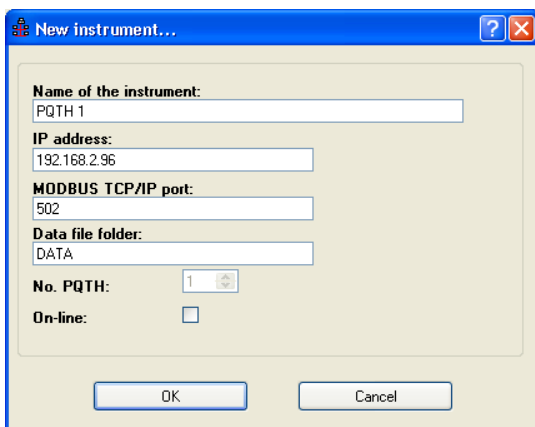 New instrument...
Name of the instrument:
PQTH 1
IP address:
192.168.2.96
MODBUS TCP/IP port:
502
Data file folder:
DATA
No. PQTH: 1
On-line:
OK Cancel